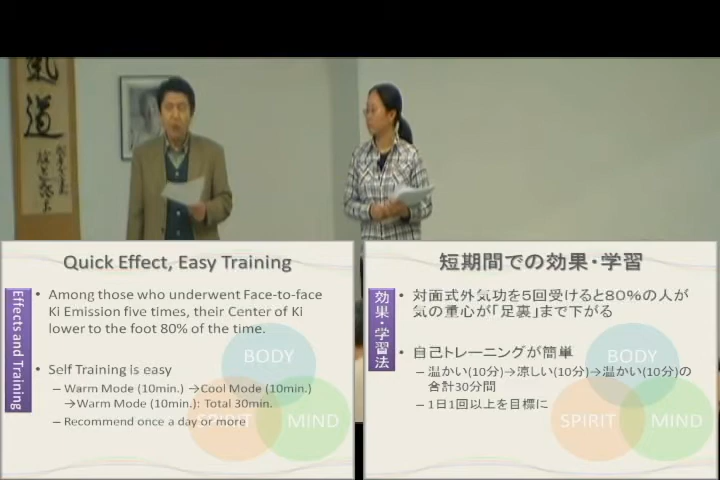 氣
道
Quick Effect, Easy Training
Effects and Training
• Among those who underwent Face-to-face
Ki Emission five times, their Center of Ki
lower to the foot 80% of the time.
• Self Training is easy
– Warm Mode (10min.) →Cool Mode (10min.)
→Warm Mode (10min.): Total 30min.
– Recommend once a day or more
BODY
SPIRIT
MIND
短期間での効果・学習
効果・学習法
• 対面式外気功を5回受けると80%の人が
気の重心が「足裏」まで下がる
• 自己トレーニングが簡単
– 温かい(10分)→涼しい(10分)→温かい(10分)の
合計30分間
– 1日1回以上を目標に
BODY
SPIRIT
MIND